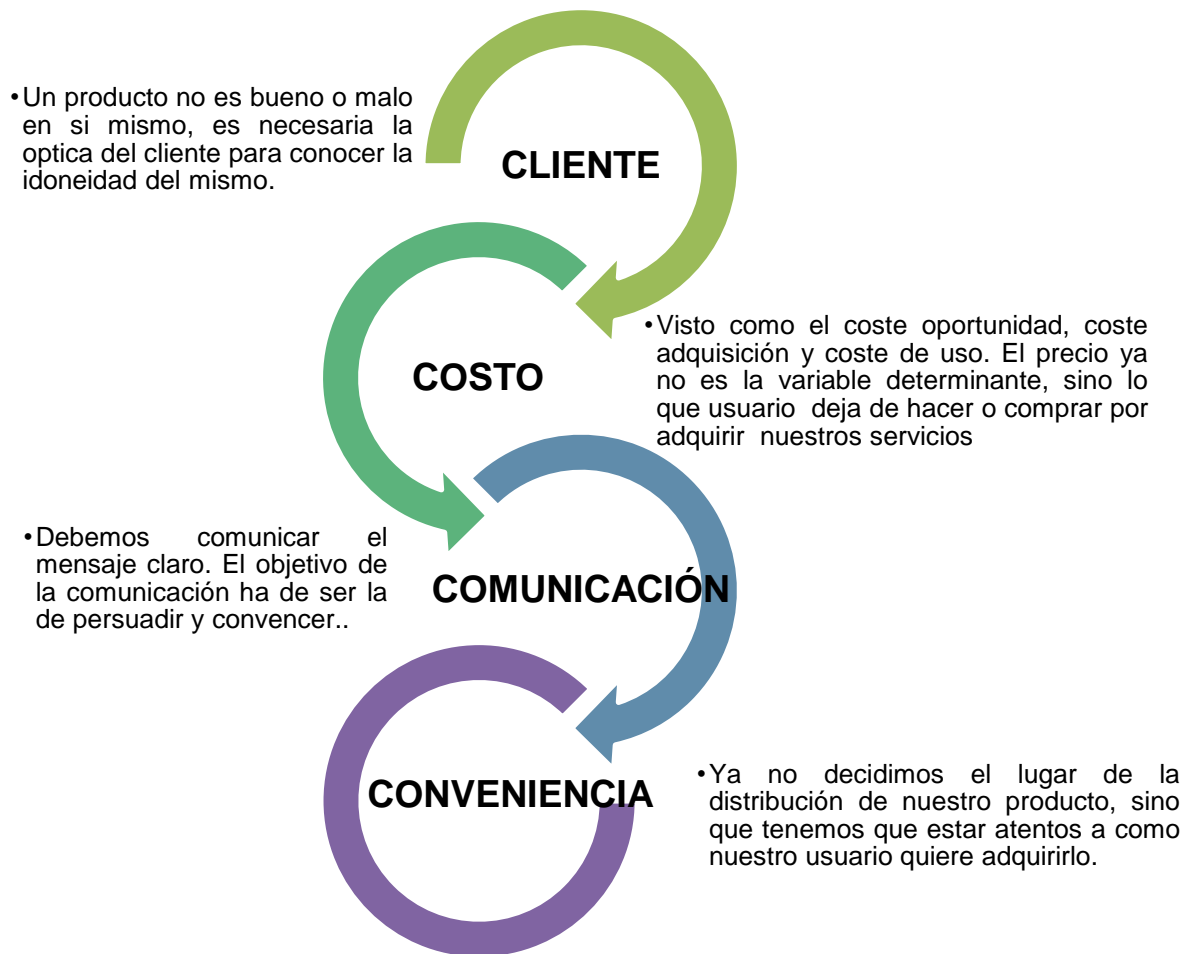 •Un producto no es bueno o malo
en si mismo, es necesaria la
optica del cliente para conocer la
idoneidad del mismo.
CLIENTE
•Visto como el coste oportunidad, coste
adquisición y coste de uso. El precio ya
no es la variable determinante, sino lo
que usuario deja de hacer o comprar por
adquirir nuestros servicios
COSTO
•Debemos comunicar el
mensaje claro. El objetivo de
la comunicación ha de ser la
de persuadir y convencer..
COMUNICACIÓN
CONVENIENCIA
•Ya no decidimos el lugar de la
distribución de nuestro producto, sino
que tenemos que estar atentos a como
nuestro usuario quiere adquirirlo.